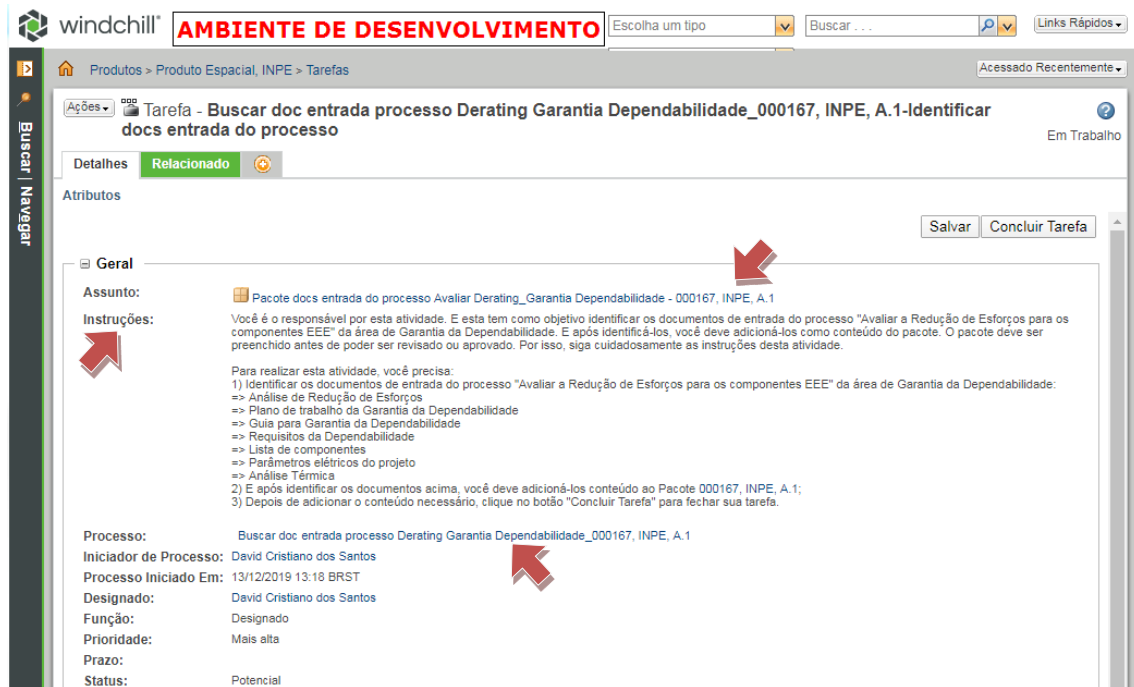 windchill® AMBIENTE DE DESENVOLVIMENTO Escolha um tipo Buscar . . . Links Rápidos
Produtos > Produto Espacial, INPE > Tarefas Acessado Recentemente
Buscar | Navegar
Ações Tarefa - Buscar doc entrada processo Derating Garantia Dependabilidade_000167, INPE, A.1-Identificar
docs entrada do processo
Em Trabalho
Detalhes Relacionado
Atributos
Salvar Concluir Tarefa
Geral
Assunto: Pacote docs entrada do processo Avaliar Derating_Garantia Dependabilidade - 000167, INPE, A.1
Instruções: Você é o responsável por esta atividade. E esta tem como objetivo identificar os documentos de entrada do processo "Avaliar a Redução de Esforços para os
componentes EEE" da área de Garantia da Dependabilidade. E após identificá-los, você deve adicioná-los como conteúdo do pacote. O pacote deve ser
preenchido antes de poder ser revisado ou aprovado. Por isso, siga cuidadosamente as instruções desta atividade.
Para realizar esta atividade, você precisa:
1) Identificar os documentos de entrada do processo "Avaliar a Redução de Esforços para os componentes EEE" da área de Garantia da Dependabilidade:
=> Análise de Redução de Esforços
=> Plano de trabalho da Garantia da Dependabilidade
=> Guia para Garantia da Dependabilidade
=> Requisitos da Dependabilidade
=> Lista de componentes
=> Parâmetros elétricos do projeto
=> Análise Térmica
2) E após identificar os documentos acima, você deve adicioná-los conteúdo ao Pacote 000167, INPE, A.1;
3) Depois de adicionar o conteúdo necessário, clique no botão "Concluir Tarefa" para fechar sua tarefa.
Processo: Buscar doc entrada processo Derating Garantia Dependabilidade_000167, INPE, A.1
Iniciador de Processo: David Cristiano dos Santos
Processo Iniciado Em: 13/12/2019 13:18 BRST
Designado: David Cristiano dos Santos
Função: Designado
Prioridade: Mais alta
Prazo:
Status: Potencial